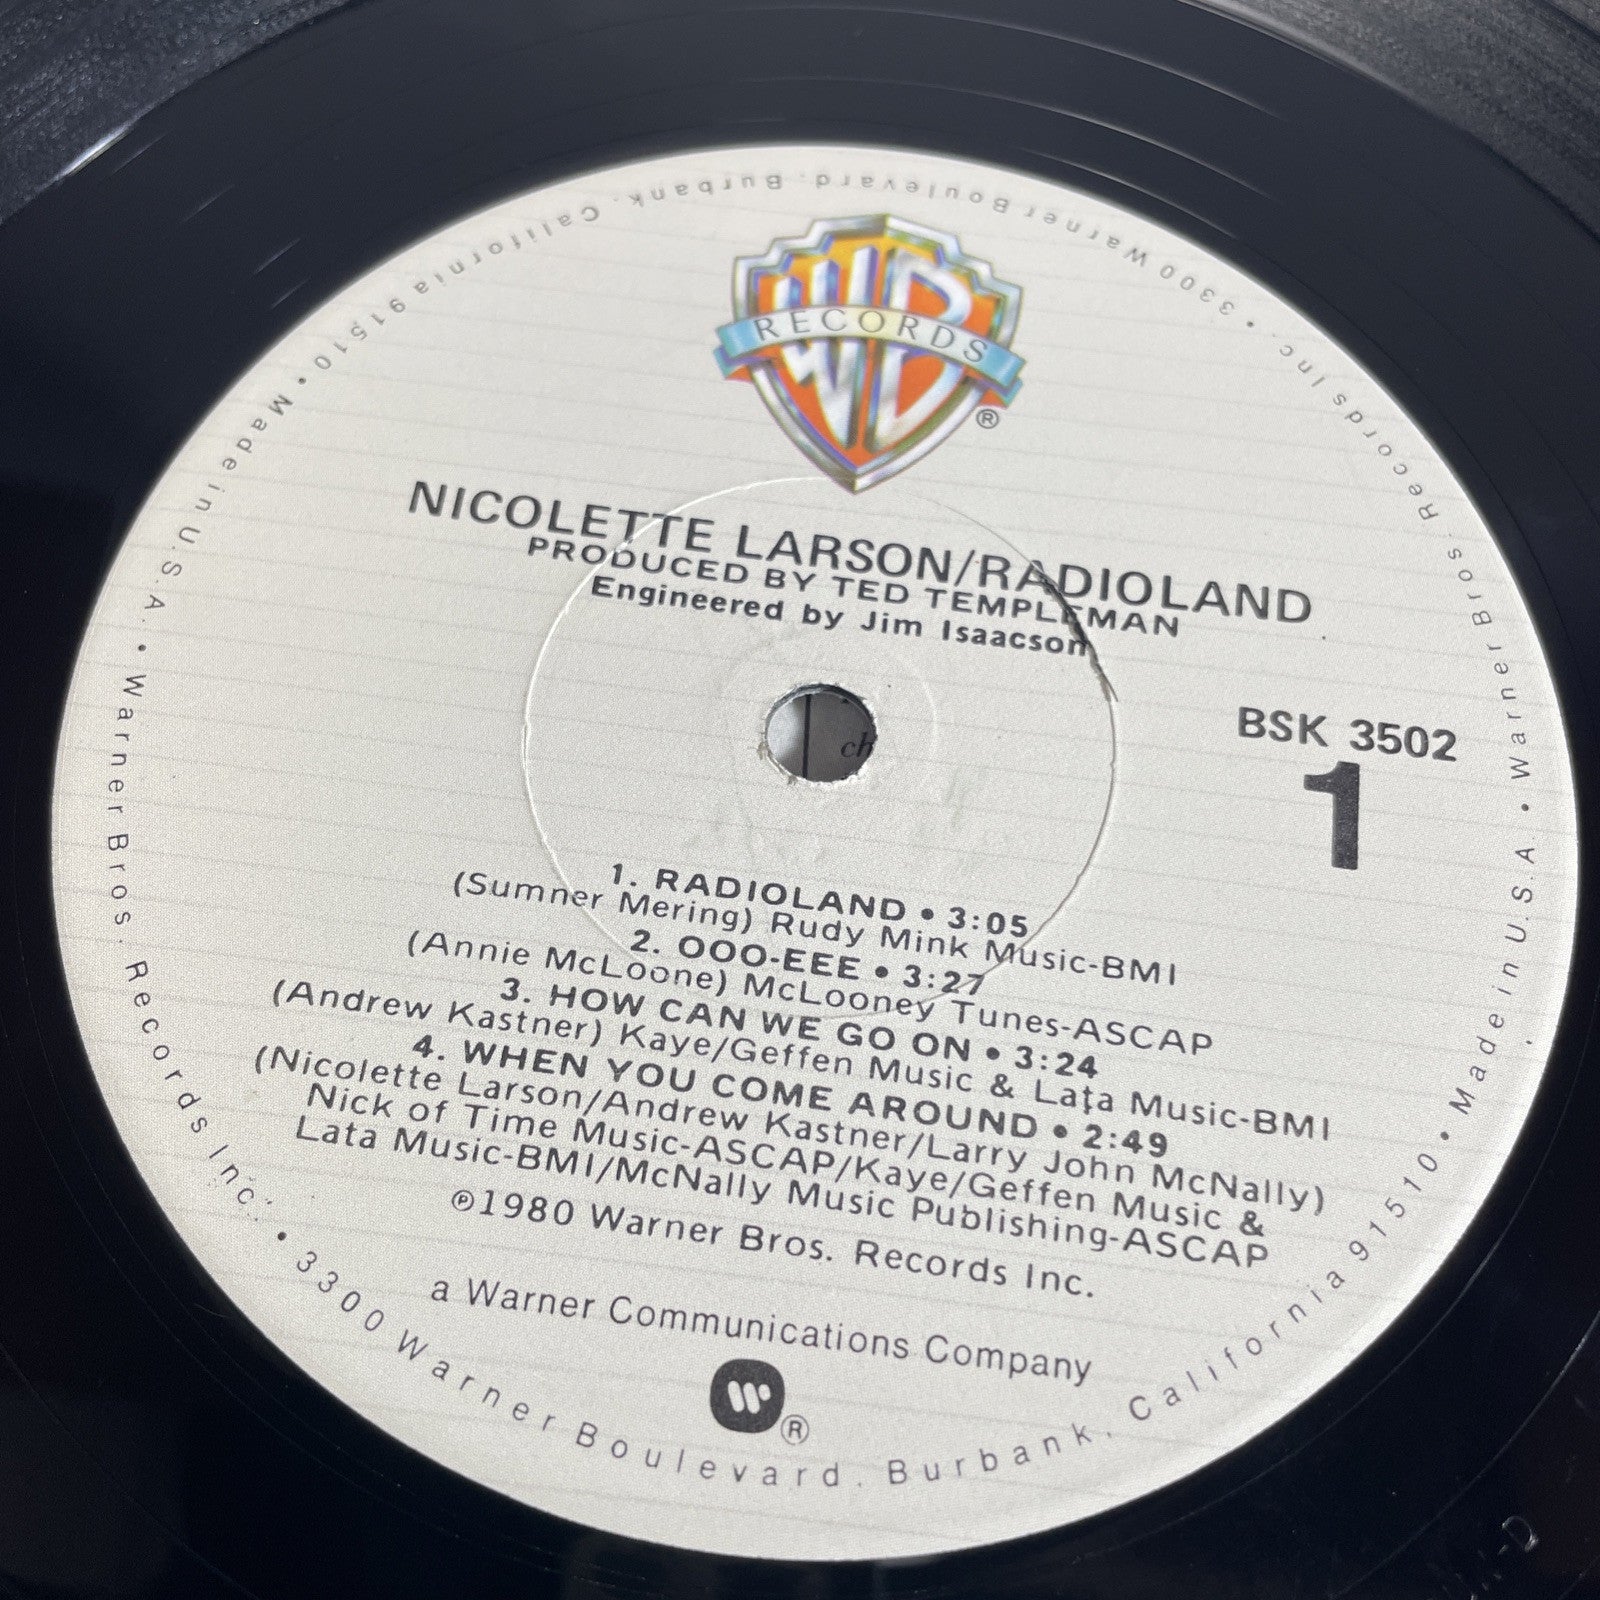 WB
RECORDS
®
NICOLETTE LARSON/RADIOLAND
PRODUCED BY TED TEMPLEMAN
Engineered by Jim Isaacson
ch
BSK 3502
1
1. RADIOLAND • 3:05
(Sumner Mering) Rudy Mink Music-BMI
2. OOO-EEE • 3:27
(Annie McLoone) McLooney Tunes-ASCAP
3. HOW CAN WE GO ON • 3:24
(Andrew Kastner) Kaye/Geffen Music & Lata Music-BMI
4. WHEN YOU COME AROUND • 2:49
(Nicolette Larson/Andrew Kastner/Larry John McNally)
Nick of Time Music-ASCAP/Kaye/Geffen Music &
Lata Music-BMI/McNally Music Publishing-ASCAP
℗1980 Warner Bros. Records Inc.
a Warner Communications Company
®
Warner Bros. Records Inc. • 3300 Warner Boulevard. Burbank. California 91510 • Made in U.S.A. •
Warner Bros. Records Inc. • 3300 Warner Boulevard. Burbank. California 91510 • Made in U.S.A. •